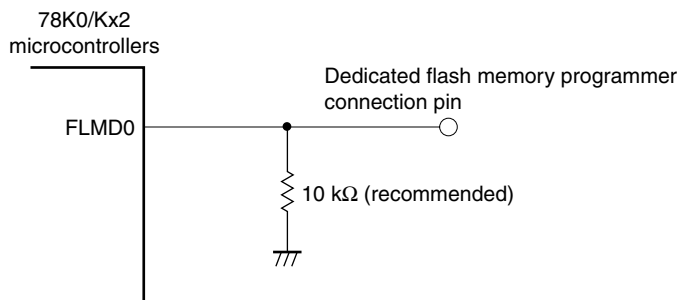 78K0/Kx2
microcontrollers
Dedicated flash memory programmer
connection pin
FLMD0
10 kΩ (recommended)